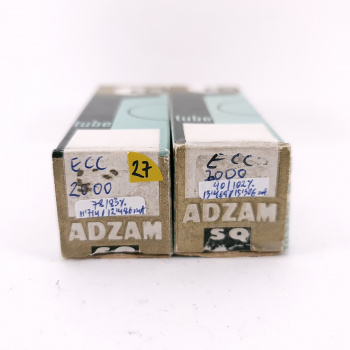 tube
ECC
27
2000
78/83%
ADZAM
SQ
tube
ECC
2000
90/102%
ADZAM
SQ